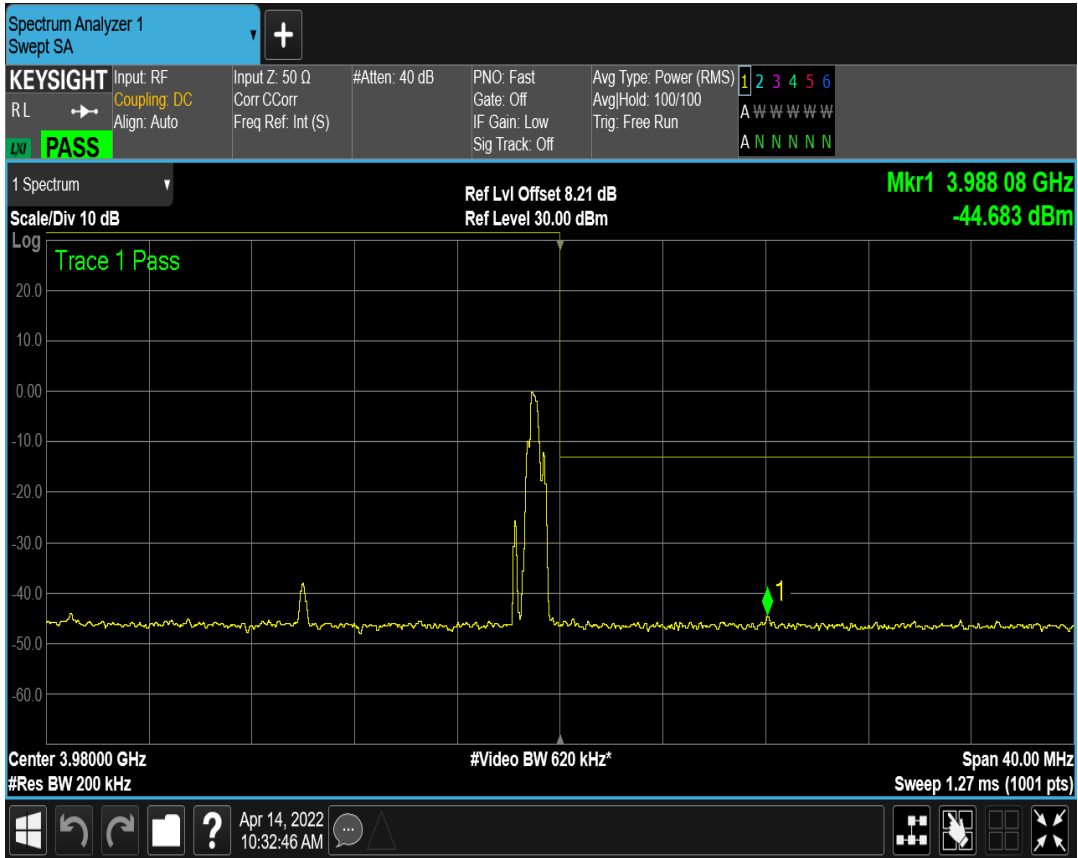 Spectrum Analyzer 1
Swept SA
+
KEYSIGHT
R L
LXI PASS
Input: RF
Coupling: DC
Align: Auto
Input Z: 50 Ω
Corr CCorr
Freq Ref: Int (S)
#Atten: 40 dB
PNO: Fast
Gate: Off
IF Gain: Low
Sig Track: Off
Avg Type: Power (RMS)
Avg|Hold: 100/100
Trig: Free Run
1 2 3 4 5 6
A W W W W W
A N N N N N
1 Spectrum
Scale/Div 10 dB
Ref Lvl Offset 8.21 dB
Ref Level 30.00 dBm
Mkr1 3.988 08 GHz
-44.683 dBm
Log
Trace 1 Pass
20.0
10.0
0.00
-10.0
-20.0
-30.0
-40.0
1
-50.0
-60.0
Center 3.98000 GHz
#Res BW 200 kHz
#Video BW 620 kHz*
Span 40.00 MHz
Sweep 1.27 ms (1001 pts)
?
Apr 14, 2022
10:32:46 AM